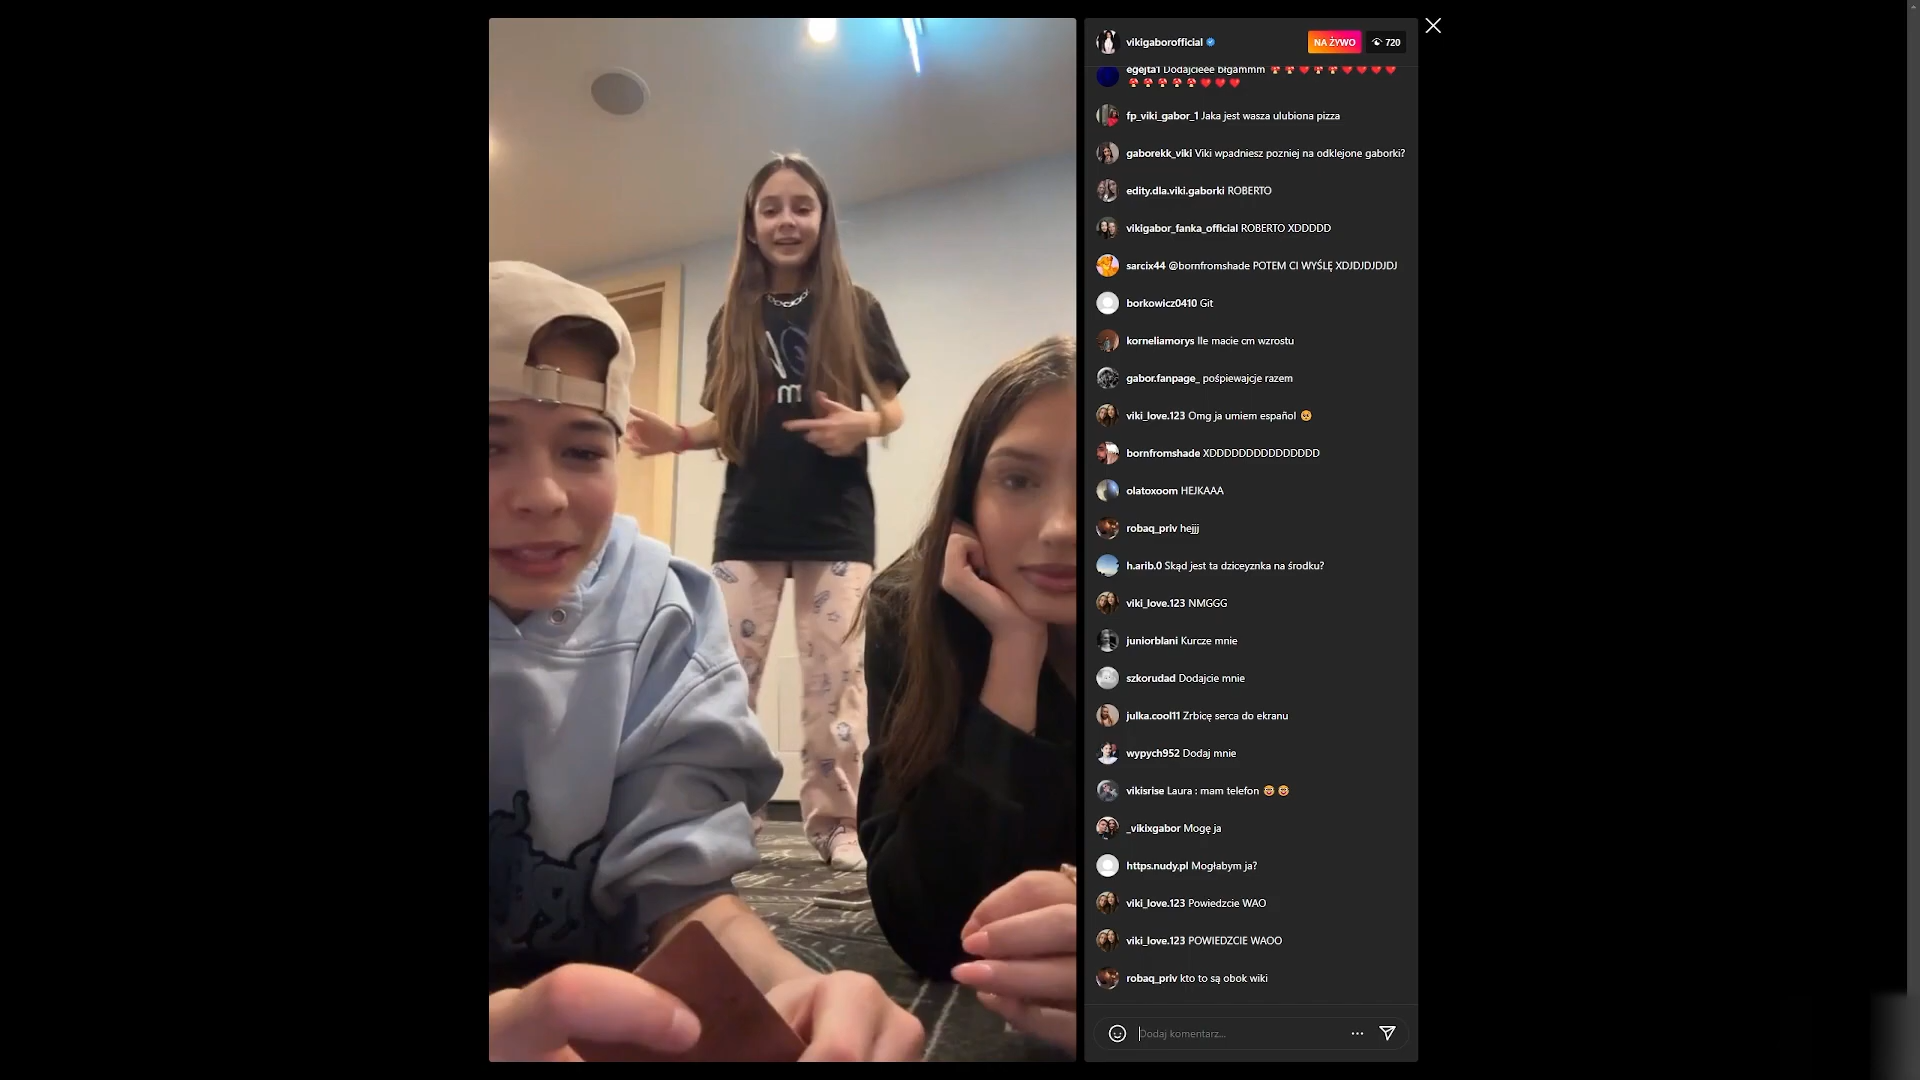 vikigaborofficial
NA ŻYWO
720
egejta1 Dodajcieee błgammm
fp_viki_gabor_1 Jaka jest wasza ulubiona pizza
gaborekk_viki Viki wpadniesz pozniej na odklejone gaborki?
edity.dla.viki.gaborki ROBERTO
vikigabor_fanka_official ROBERTO XDDDDD
sarcix44 @bornfromshade POTEM CI WYŚLĘ XDJDJDJDJDJ
borkowicz0410 Git
korneliamorys Ile macie cm wzrostu
gabor.fanpage_ pośpiewajcje razem
viki_love.123 Omg ja umiem español 🥺
bornfromshade XDDDDDDDDDDDDDDD
olatoxoom HEJKAAA
robaq_priv hejjj
h.arib.0 Skąd jest ta dziceyznka na środku?
viki_love.123 NMGGG
juniorblani Kurcze mnie
szkorudad Dodajcie mnie
julka.cool11 Zrbicę serca do ekranu
wypych952 Dodaj mnie
vikisrise Laura : mam telefon
_vikixgabor Mogę ja
https.nudy.pl Mogłabym ja?
viki_love.123 Powiedzcie WAO
viki_love.123 POWIEDZCIE WAOO
robaq_priv kto to są obok wiki
Dodaj komentarz...